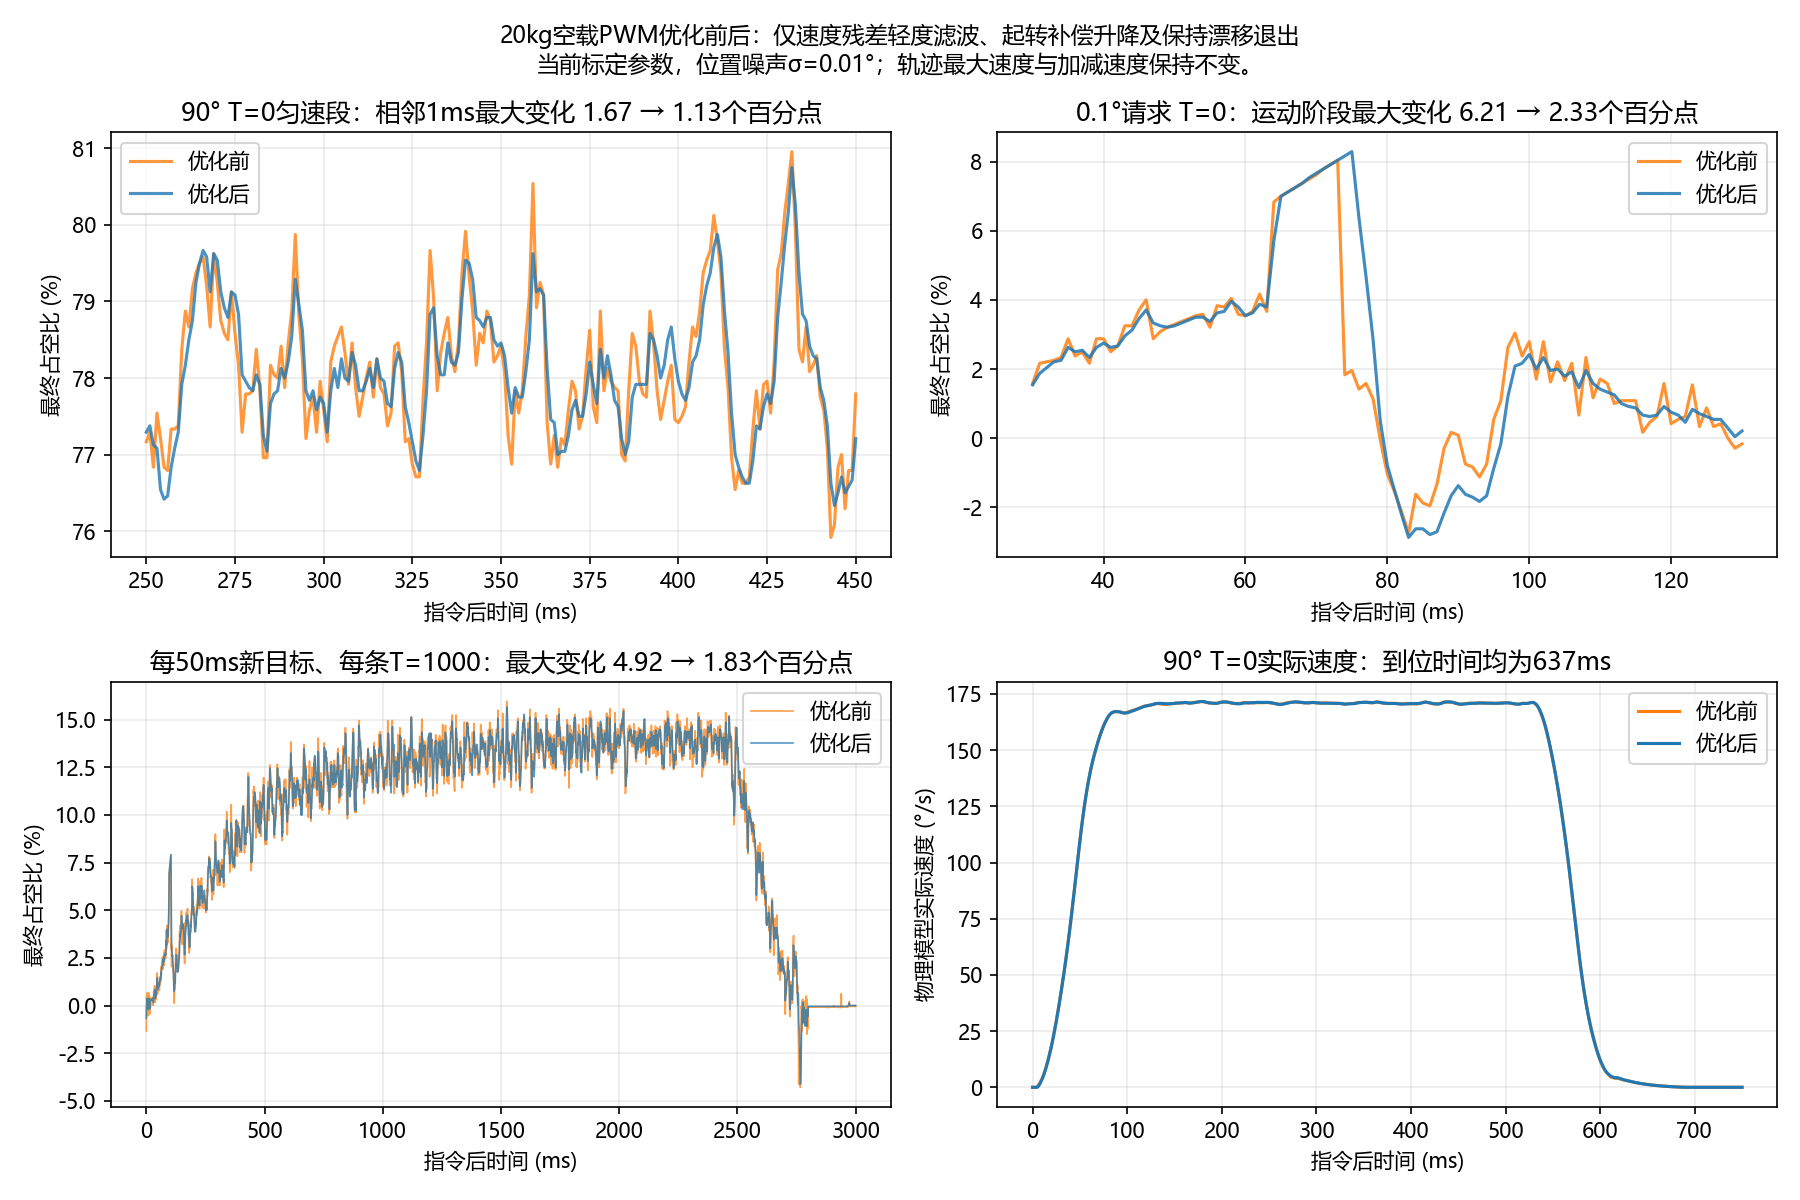 20kg空载PWM优化前后：仅速度残差轻度滤波、起转补偿升降及保持漂移退出
当前标定参数，位置噪声σ=0.01°；轨迹最大速度与加减速度保持不变。
90° T=0匀速段：相邻1ms最大变化 1.67 → 1.13个百分点
优化前
优化后
最终占空比 (%)
81
80
79
78
77
76
250
275
300
325
350
375
400
425
450
指令后时间 (ms)
0.1°请求 T=0：运动阶段最大变化 6.21 → 2.33个百分点
优化前
优化后
最终占空比 (%)
8
6
4
2
0
-2
40
60
80
100
120
指令后时间 (ms)
每50ms新目标、每条T=1000：最大变化 4.92 → 1.83个百分点
优化前
优化后
最终占空比 (%)
15.0
12.5
10.0
7.5
5.0
2.5
0.0
-2.5
-5.0
0
500
1000
1500
2000
2500
3000
指令后时间 (ms)
90° T=0实际速度：到位时间均为637ms
优化前
优化后
物理模型实际速度 (°/s)
175
150
125
100
75
50
25
0
0
100
200
300
400
500
600
700
指令后时间 (ms)